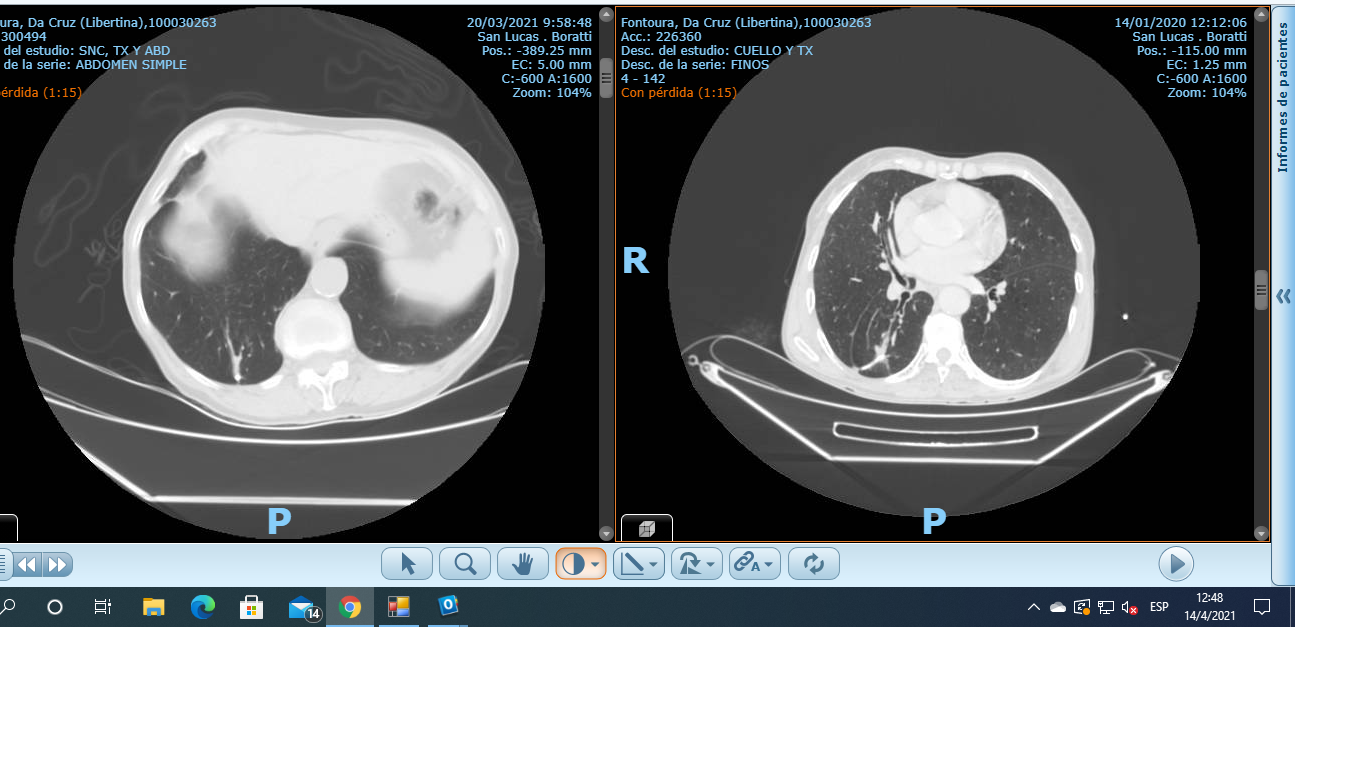 ura, Da Cruz (Libertina),100030263
300494
del estudio: SNC, TX Y ABD
de la serie: ABDOMEN SIMPLE
érdida (1:15)
20/03/2021 9:58:48
San Lucas . Boratti
Pos.: -389.25 mm
EC: 5.00 mm
C:-600 A:1600
Zoom: 104%
P
Fontoura, Da Cruz (Libertina),100030263
Acc.: 226360
Desc. del estudio: CUELLO Y TX
Desc. de la serie: FINOS
4 - 142
Con pérdida (1:15)
14/01/2020 12:12:06
San Lucas . Boratti
Pos.: -115.00 mm
EC: 1.25 mm
C:-600 A:1600
Zoom: 104%
R
P
Informes de pacientes
A
14
ESP
12:48
14/4/2021